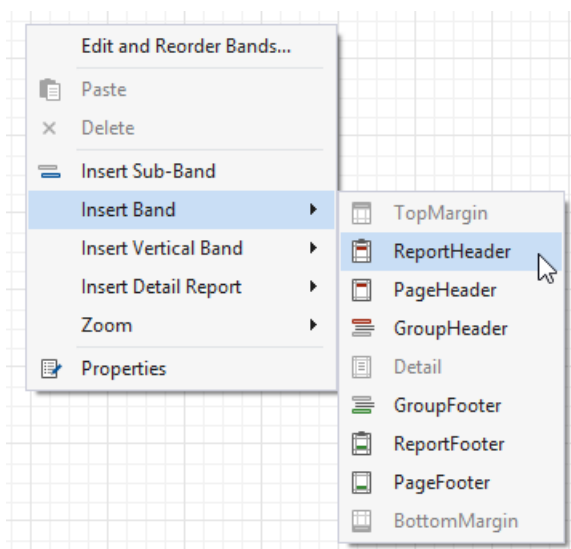 Edit and Reorder Bands...
Paste
Delete
Insert Sub-Band
Insert Band
Insert Vertical Band
Insert Detail Report
Zoom
Properties
TopMargin
ReportHeader
PageHeader
GroupHeader
Detail
GroupFooter
ReportFooter
PageFooter
BottomMargin